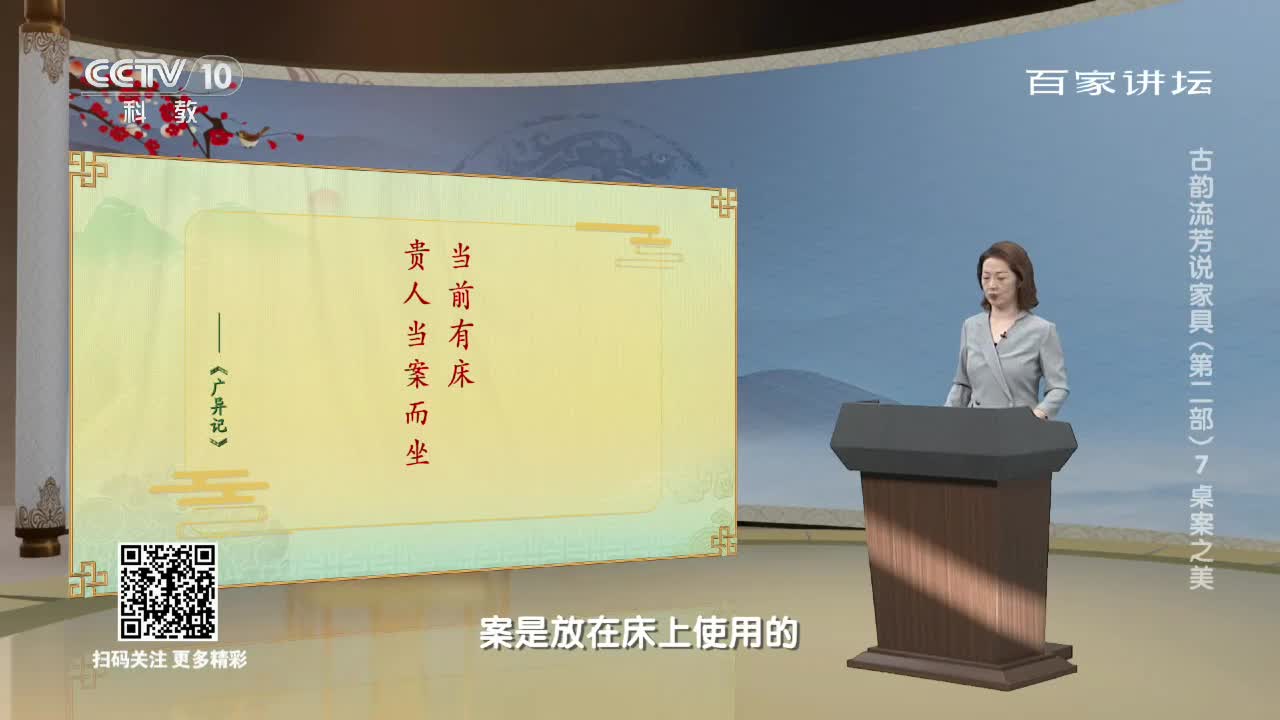 CCTV 10
科 教
百家讲坛
古韵流芳说家具(第二部) 7 桌案之美
当前有床
贵人当案而坐
——《广异记》
案是放在床上使用的
扫码关注 更多精彩